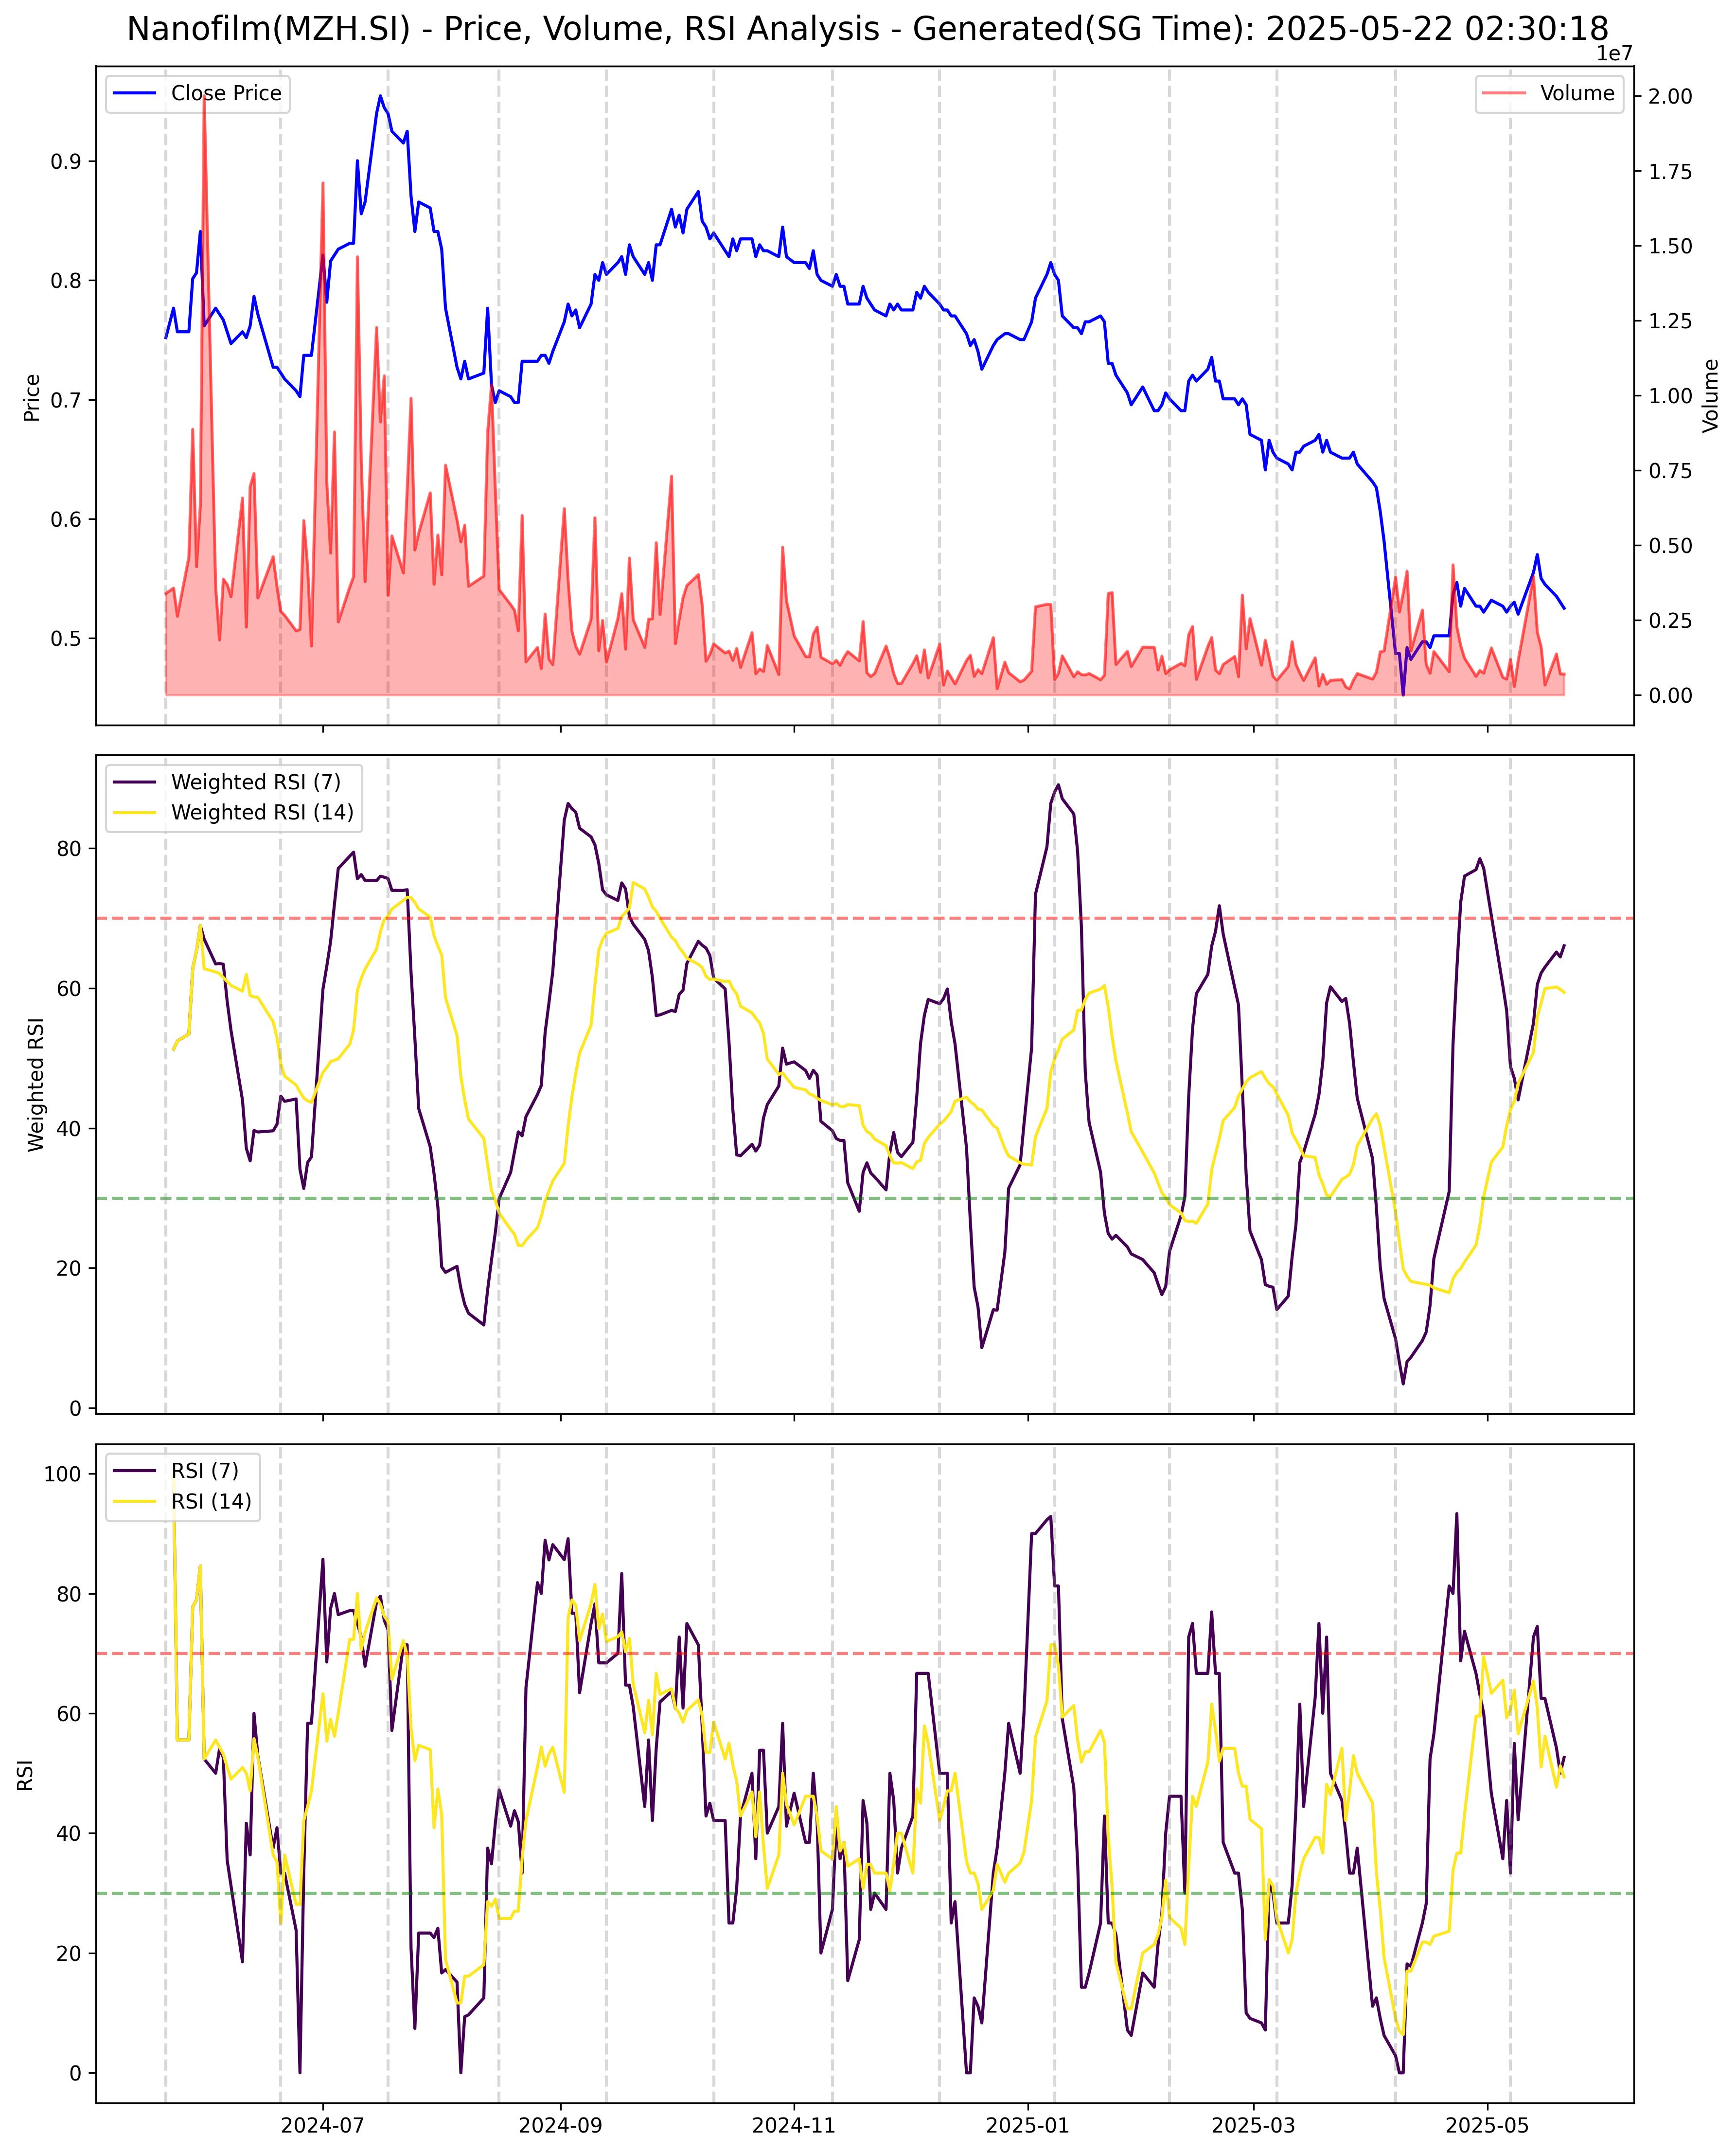 Nanofilm(MZH.SI) - Price, Volume, RSI Analysis - Generated(SG Time): 2025-05-22 02:30:18
1e7
Close Price
Volume
2.00
1.75
1.50
1.25
1.00
0.75
0.50
0.25
0.00
0.9
0.8
0.7
0.6
0.5
Price
Volume
Weighted RSI (7)
Weighted RSI (14)
80
60
40
20
0
Weighted RSI
RSI (7)
RSI (14)
100
80
60
40
20
0
RSI
2024-07
2024-09
2024-11
2025-01
2025-03
2025-05